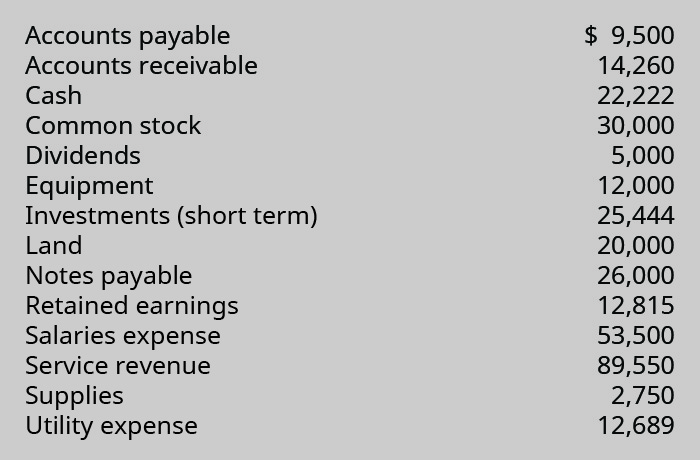 Accounts payable $ 9,500
Accounts receivable 14,260
Cash 22,222
Common stock 30,000
Dividends 5,000
Equipment 12,000
Investments (short term) 25,444
Land 20,000
Notes payable 26,000
Retained earnings 12,815
Salaries expense 53,500
Service revenue 89,550
Supplies 2,750
Utility expense 12,689